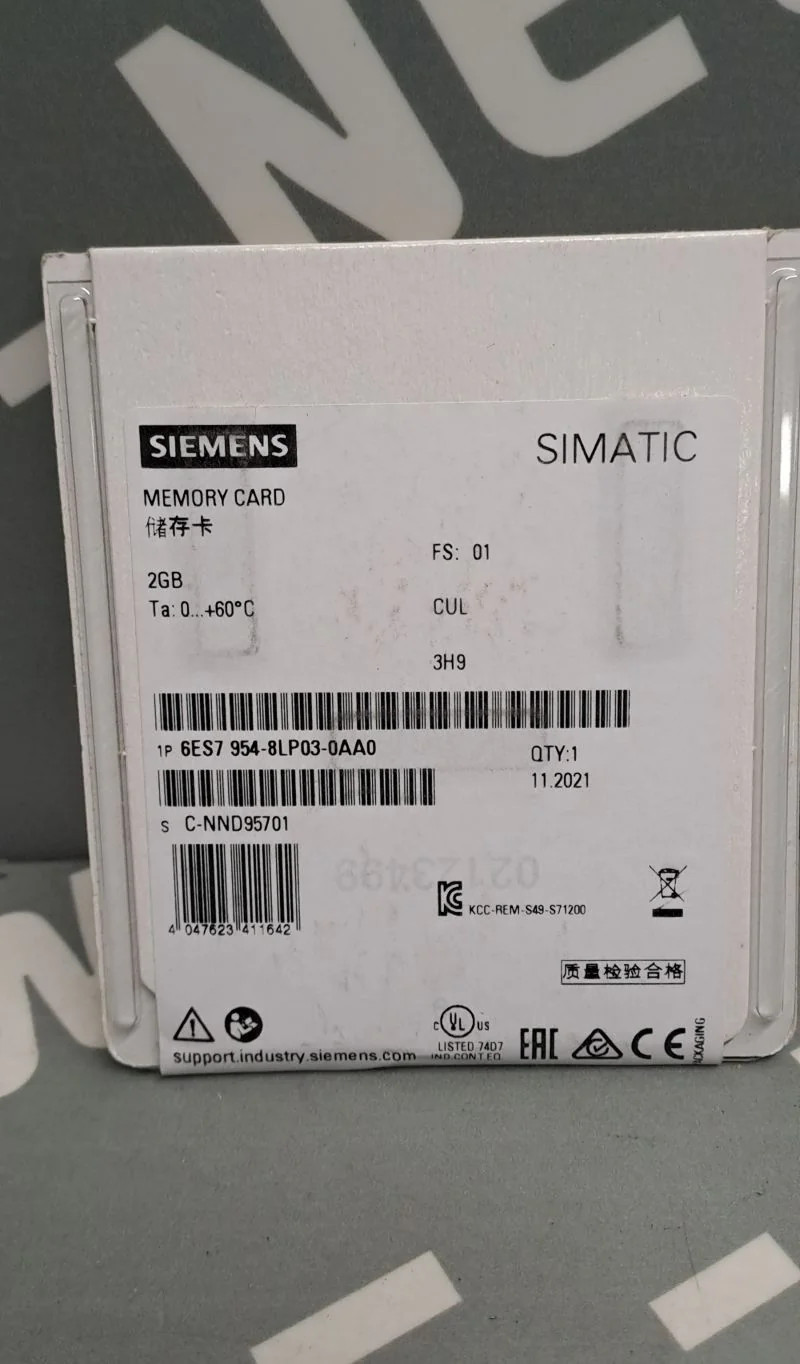 SIEMENS
SIMATIC
MEMORY CARD
储存卡
FS: 01
2GB
Ta: 0...+60°C
CUL
3H9
1P 6ES7 954-8LP03-0AA0
QTY:1
11.2021
S C-NND95701
4 047623 411642
KCC-REM-S49-S71200
质量检验合格
support.industry.siemens.com
C UL US
LISTED 74D7
IND.CONT.EQ.
EAC
CE